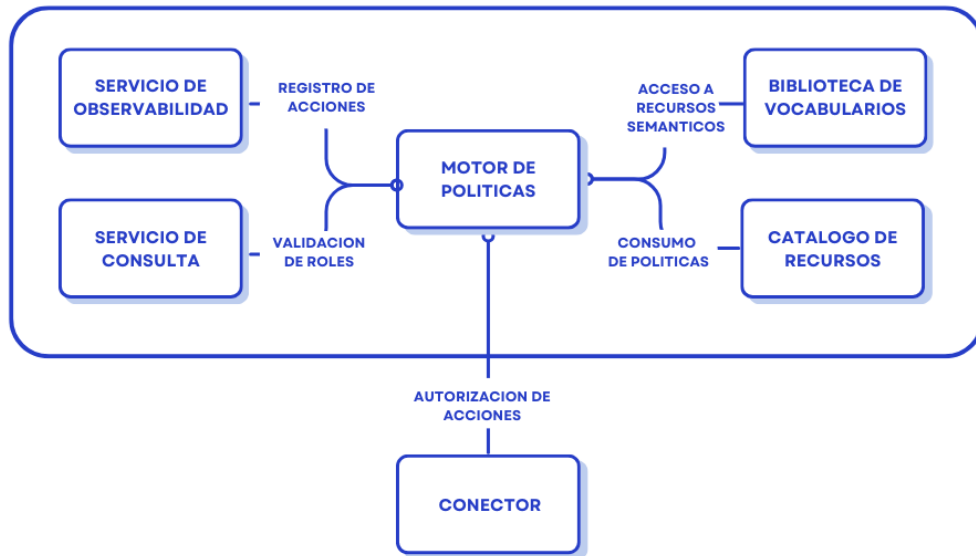 SERVICIO DE
OBSERVABILIDAD
REGISTRO DE
ACCIONES
MOTOR DE
POLITICAS
ACCESO A
RECURSOS
SEMANTICOS
BIBLIOTECA DE
VOCABULARIOS
SERVICIO DE
CONSULTA
VALIDACION
DE ROLES
CONSUMO
DE POLITICAS
CATALOGO DE
RECURSOS
AUTORIZACION DE
ACCIONES
CONECTOR